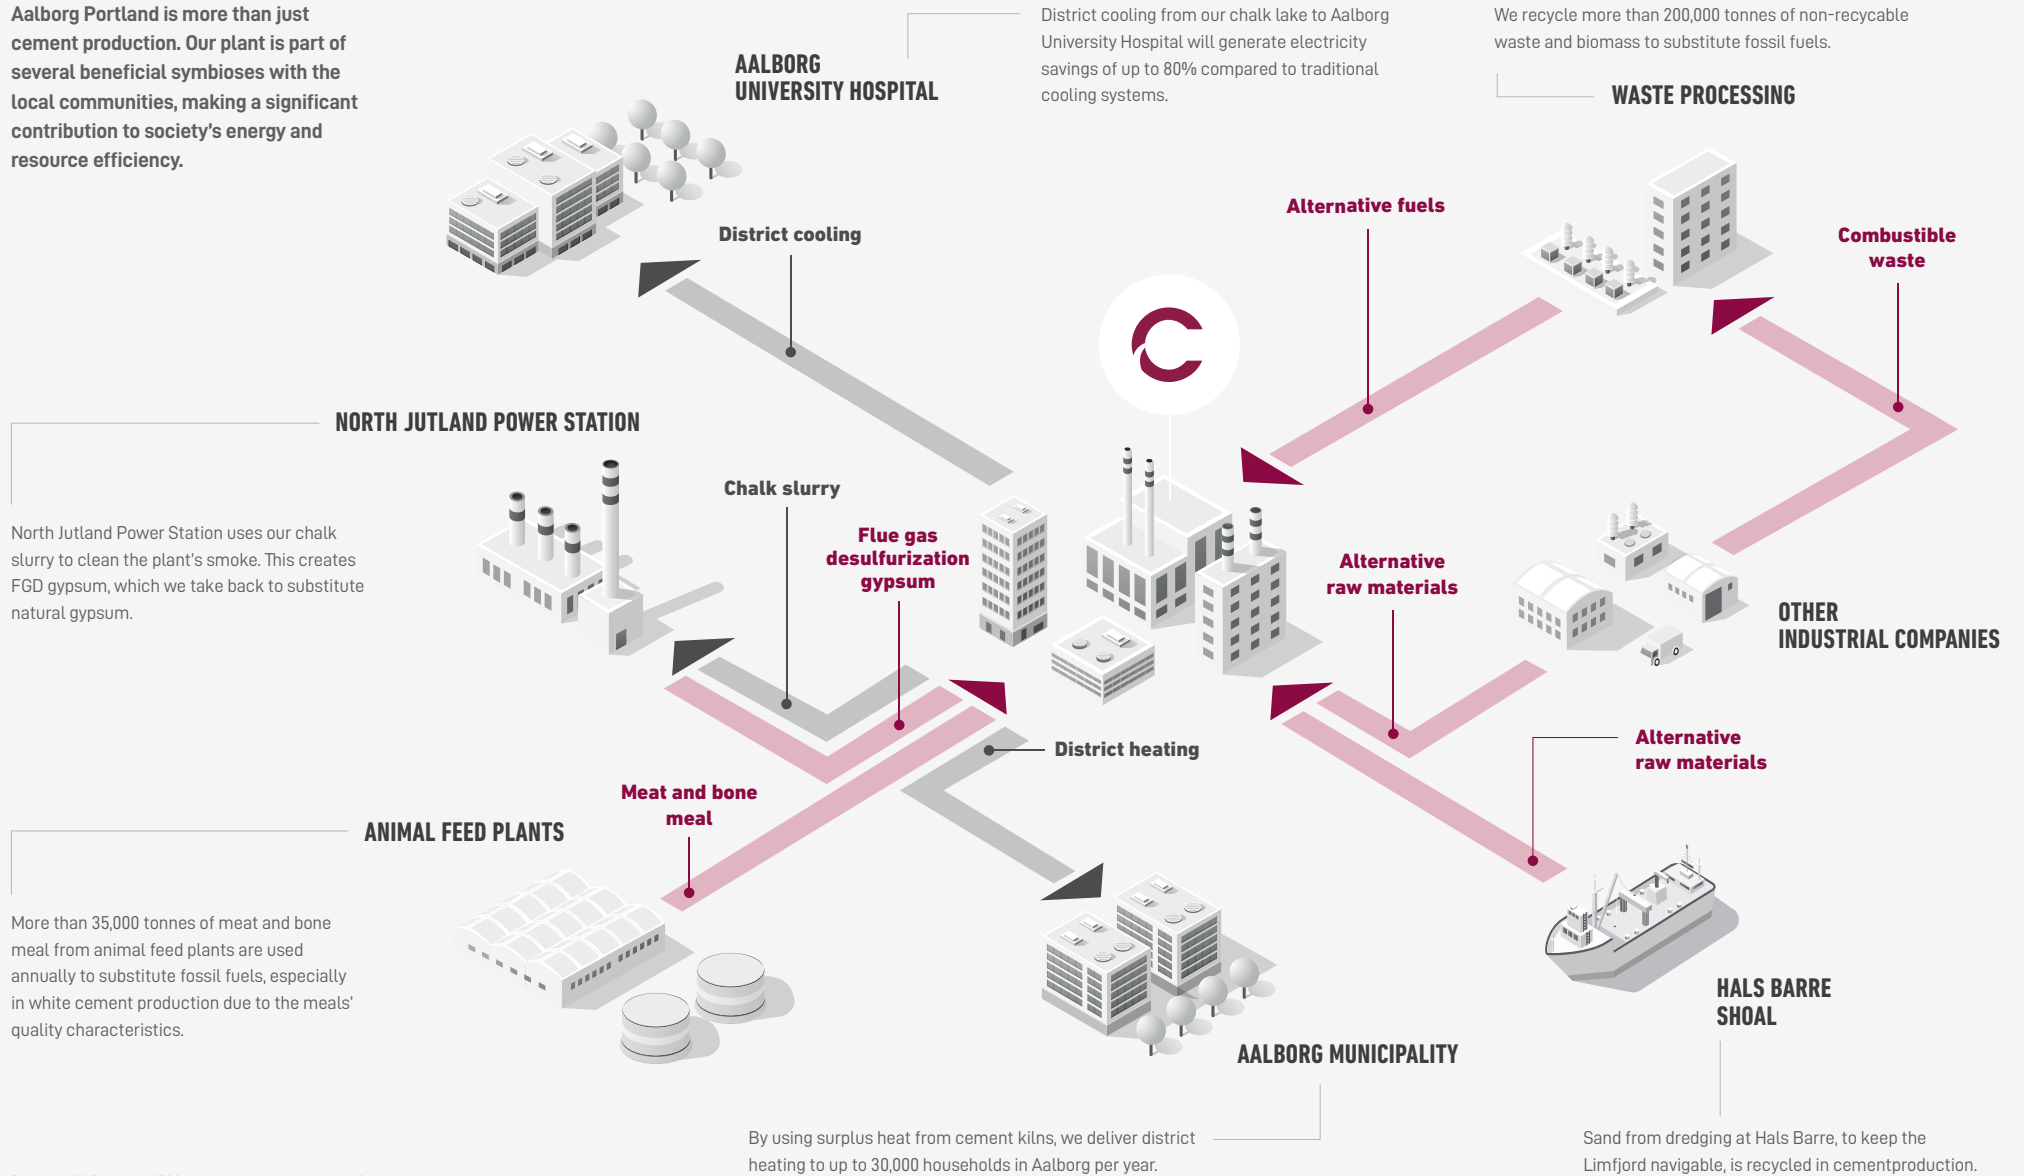 Aalborg Portland is more than just
cement production. Our plant is part of
several beneficial symbioses with the
local communities, making a significant
contribution to society's energy and
resource efficiency.
AALBORG
UNIVERSITY HOSPITAL
District cooling from our chalk lake to Aalborg
University Hospital will generate electricity
savings of up to 80% compared to traditional
cooling systems.
We recycle more than 200,000 tonnes of non-recycable
waste and biomass to substitute fossil fuels.
WASTE PROCESSING
District cooling
Alternative fuels
Combustible
waste
NORTH JUTLAND POWER STATION
North Jutland Power Station uses our chalk
slurry to clean the plant's smoke. This creates
FGD gypsum, which we take back to substitute
natural gypsum.
Chalk slurry
Flue gas
desulfurization
gypsum
Alternative
raw materials
OTHER
INDUSTRIAL COMPANIES
District heating
Alternative
raw materials
Meat and bone
meal
ANIMAL FEED PLANTS
More than 35,000 tonnes of meat and bone
meal from animal feed plants are used
annually to substitute fossil fuels, especially
in white cement production due to the meals'
quality characteristics.
HALS BARRE
SHOAL
AALBORG MUNICIPALITY
By using surplus heat from cement kilns, we deliver district
heating to up to 30,000 households in Aalborg per year.
Sand from dredging at Hals Barre, to keep the
Limfjord navigable, is recycled in cementproduction.